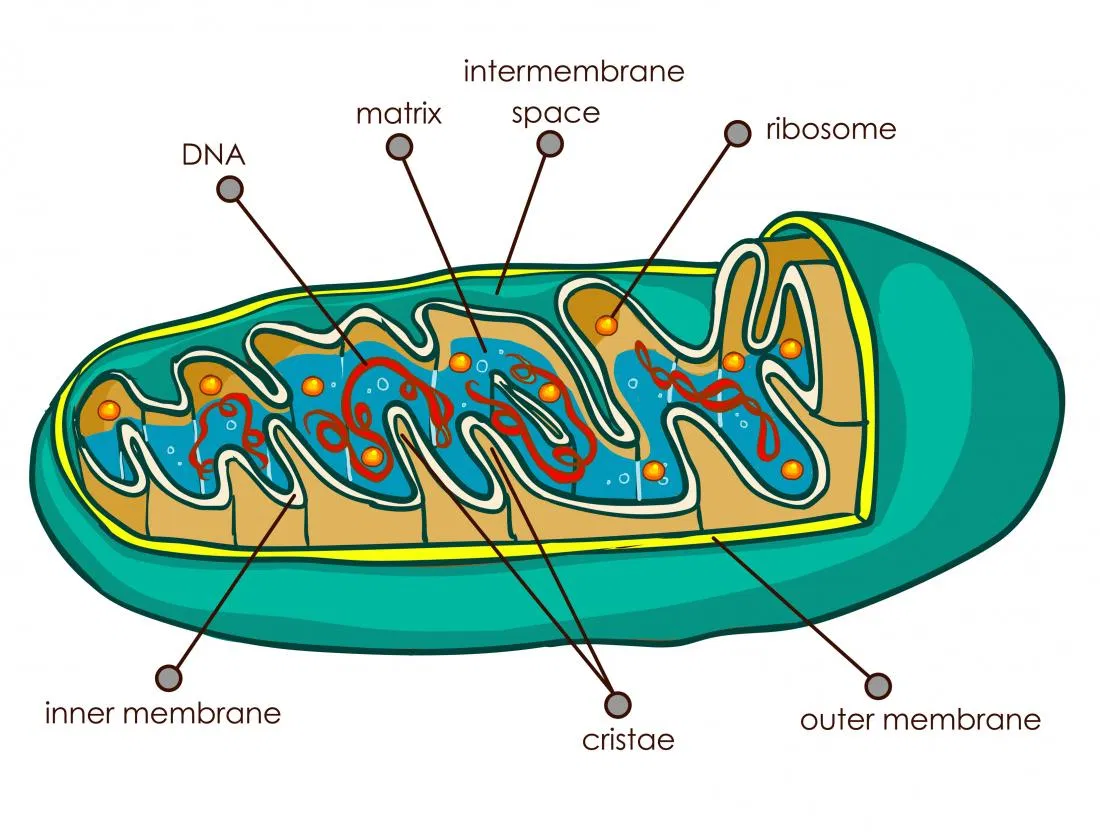 intermembrane
space
matrix
ribosome
DNA
inner membrane
cristae
outer membrane